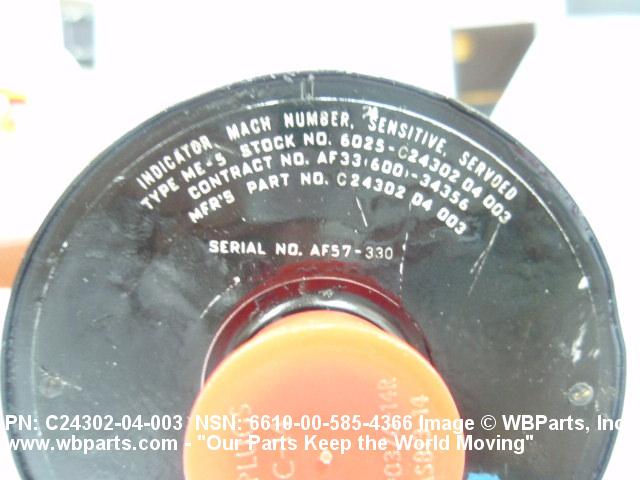 INDICATOR, MACH NUMBER, SENSITIVE, SERVOED
TYPE ME-5 STOCK NO. 6025-C24302 04 003
CONTRACT NO. AF33(600)-34356
MFR'S PART NO. C24302 04 003
SERIAL NO. AF57-330
PN: C24302-04-003 NSN: 6610-00-585-4366 Image © WBParts, Inc
www.wbparts.com - "Our Parts Keep the World Moving"